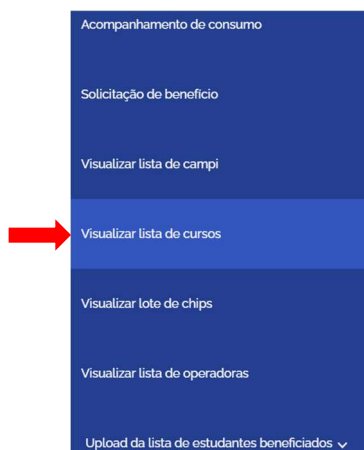 Acompanhamento de consumo
Solicitação de benefício
Visualizar lista de campi
Visualizar lista de cursos
Visualizar lote de chips
Visualizar lista de operadoras
Upload da lista de estudantes beneficiados